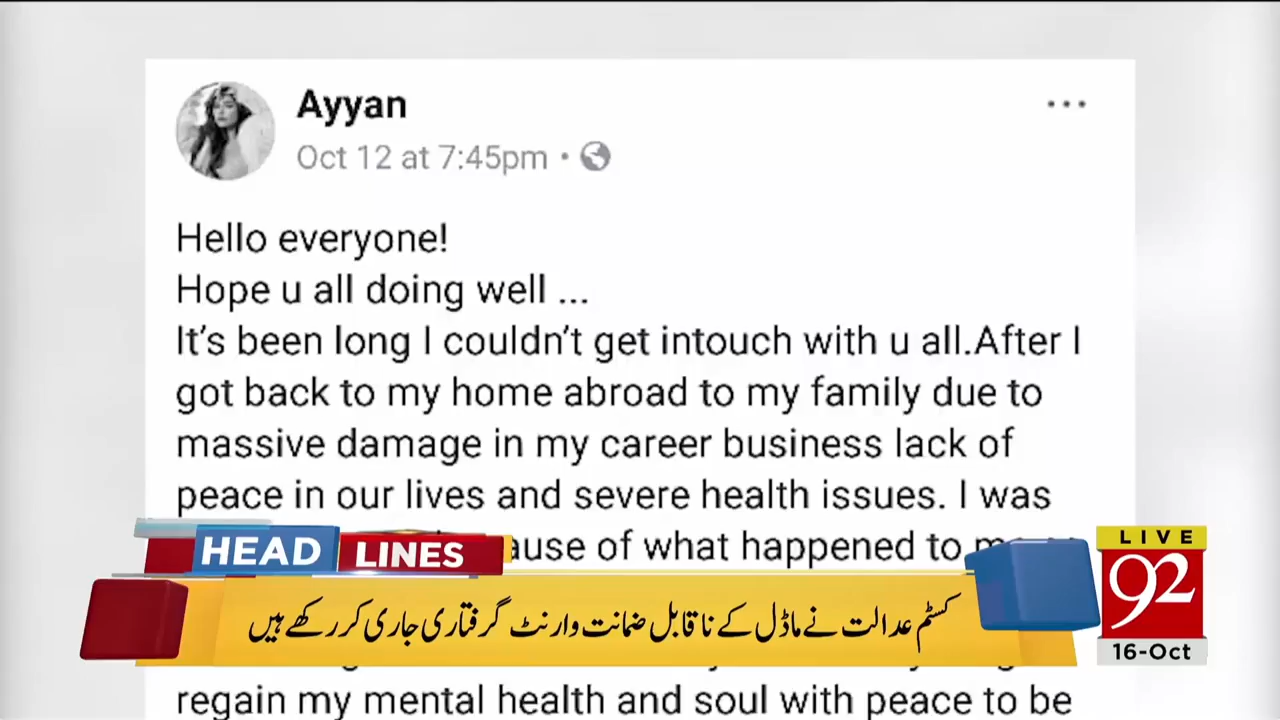 Ayyan
Oct 12 at 7:45pm
Hello everyone!
Hope u all doing well ...
It's been long I couldn't get intouch with u all.After I
got back to my home abroad to my family due to
massive damage in my career business lack of
peace in our lives and severe health issues. I was
of what happened to
HEAD LINES
کسٹم عدالت نے ماڈل کے ناقابل ضمانت وارنٹ گرفتاری جاری کر رکھے ہیں
LIVE
92
16-Oct
regain my mental health and soul with peace to be